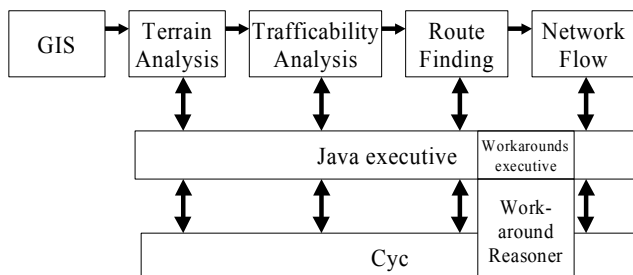 GIS
Terrain
Analysis
Trafficability
Analysis
Route
Finding
Network
Flow
Java executive
Workarounds
executive
Work-
around
Reasoner
Cyc